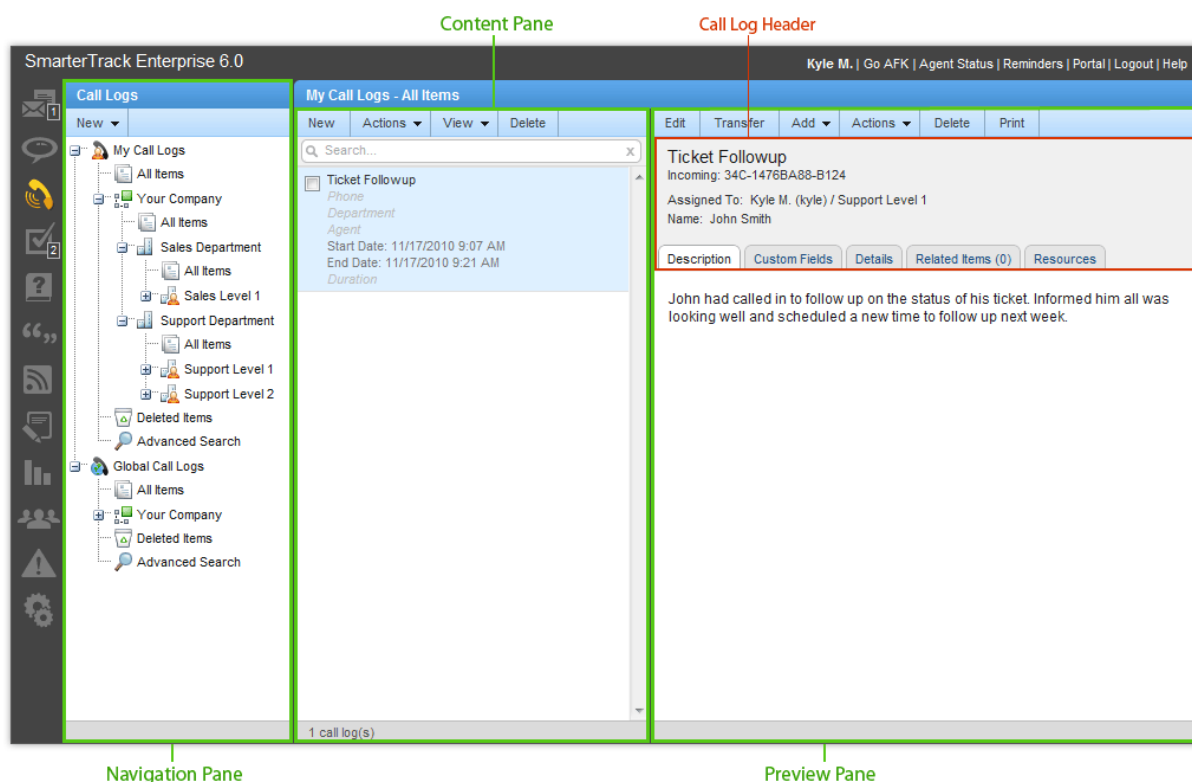 Content Pane
Call Log Header
SmarterTrack Enterprise 6.0
Kyle M. | Go AFK | Agent Status | Reminders | Portal | Logout | Help
1
2
?
Call Logs
New
My Call Logs
All Items
Your Company
All Items
Sales Department
All Items
Sales Level 1
Support Department
All Items
Support Level 1
Support Level 2
Deleted Items
Advanced Search
Global Call Logs
All Items
Your Company
Deleted Items
Advanced Search
My Call Logs - All Items
New Actions View Delete
Search... x
Ticket Followup
Phone
Department
Agent
Start Date: 11/17/2010 9:07 AM
End Date: 11/17/2010 9:21 AM
Duration
1 call log(s)
Edit Transfer Add Actions Delete Print
Ticket Followup
Incoming: 34C-1476BA88-B124
Assigned To: Kyle M. (kyle) / Support Level 1
Name: John Smith
Description Custom Fields Details Related Items (0) Resources
John had called in to follow up on the status of his ticket. Informed him all was
looking well and scheduled a new time to follow up next week.
Navigation Pane
Preview Pane